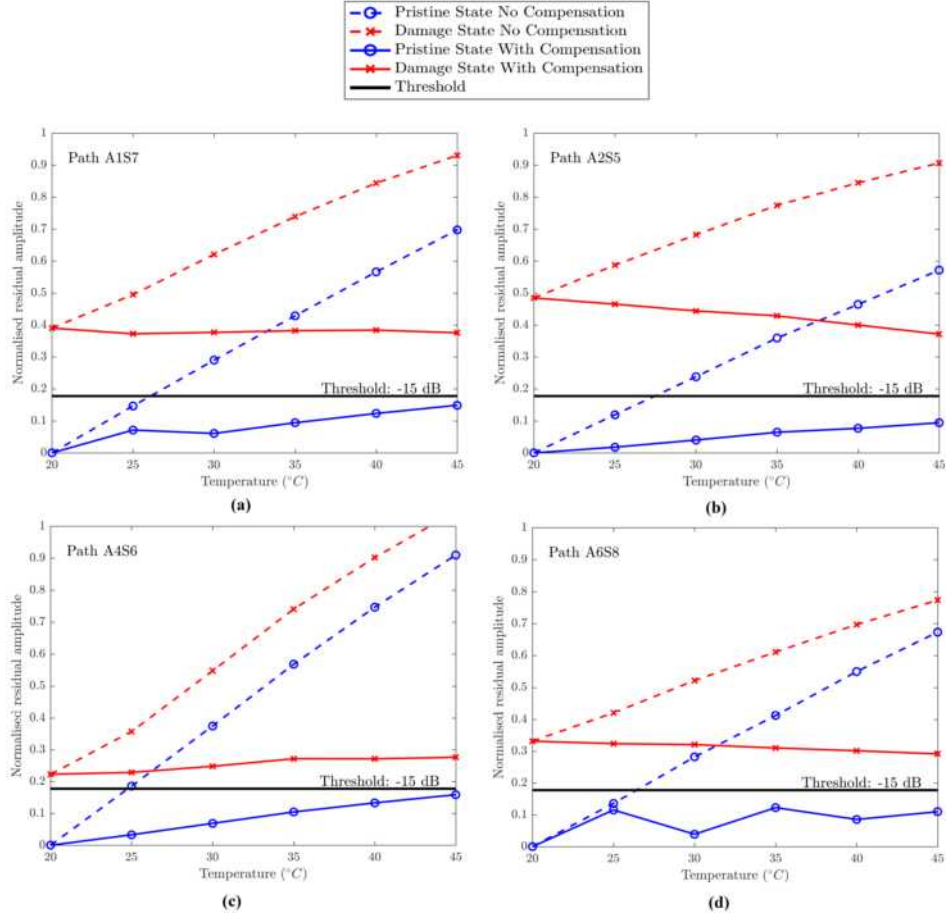 Pristine State No Compensation
Damage State No Compensation
Pristine State With Compensation
Damage State With Compensation
Threshold
Path A1S7
Normalised residual amplitude
1
0.9
0.8
0.7
0.6
0.5
0.4
0.3
0.2
0.1
0
Threshold: -15 dB
20 25 30 35 40 45
Temperature (°C)
(a)
Path A2S5
Normalised residual amplitude
1
0.9
0.8
0.7
0.6
0.5
0.4
0.3
0.2
0.1
0
Threshold: -15 dB
20 25 30 35 40 45
Temperature (°C)
(b)
Path A4S6
Normalised residual amplitude
1
0.9
0.8
0.7
0.6
0.5
0.4
0.3
0.2
0.1
0
Threshold: -15 dB
20 25 30 35 40 45
Temperature (°C)
(c)
Path A6S8
Normalised residual amplitude
1
0.9
0.8
0.7
0.6
0.5
0.4
0.3
0.2
0.1
0
Threshold: -15 dB
20 25 30 35 40 45
Temperature (°C)
(d)